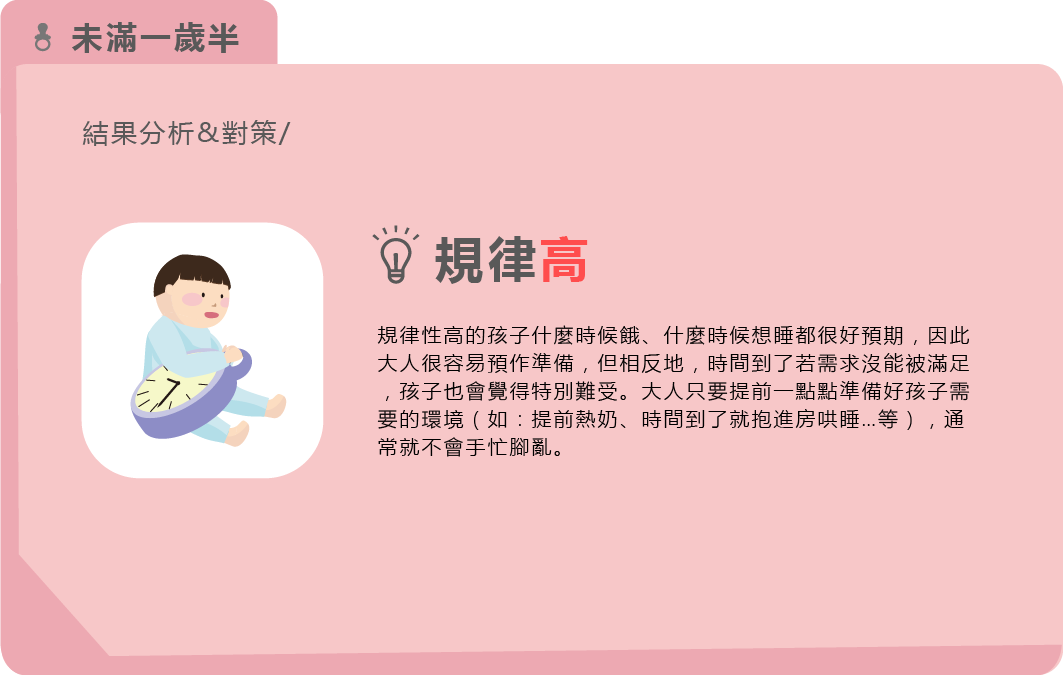 未滿一歲半
結果分析&對策/
規律高
規律性高的孩子什麼時候餓、什麼時候想睡都很好預期，因此
大人很容易預作準備，但相反地，時間到了若需求沒能被滿足
，孩子也會覺得特別難受。大人只要提前一點點準備好孩子需
要的環境（如：提前熱奶、時間到了就抱進房哄睡...等），通
常就不會手忙腳亂。